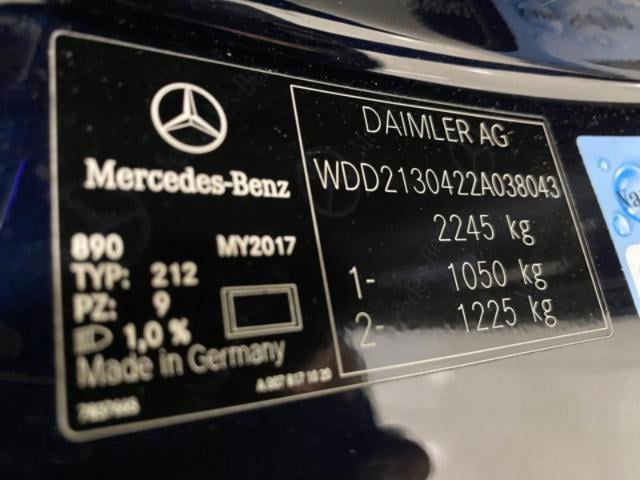 Mercedes-Benz
890 MY2017
TYP: 212
PZ: 9
1,0 %
Made in Germany
DAIMLER AG
WDD2130422A038043
2245 kg
1- 1050 kg
2- 1225 kg